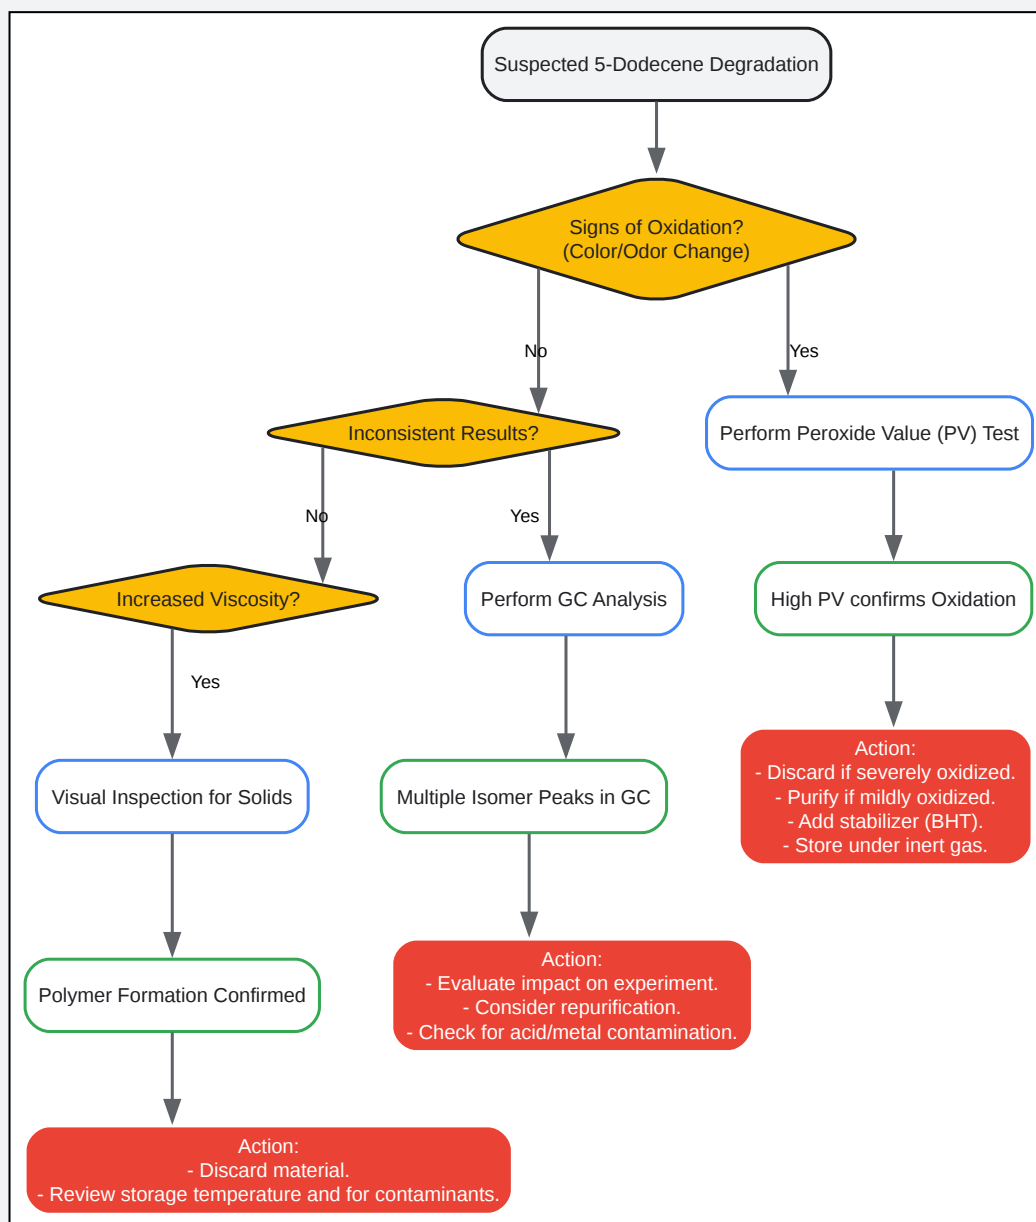 Suspected 5-Dodecene Degradation
Signs of Oxidation?
(Color/Odor Change)
No
Yes
Inconsistent Results?
Perform Peroxide Value (PV) Test
No
Yes
Increased Viscosity?
Perform GC Analysis
High PV confirms Oxidation
Yes
Visual Inspection for Solids
Multiple Isomer Peaks in GC
Action:
- Discard if severely oxidized.
- Purify if mildly oxidized.
- Add stabilizer (BHT).
- Store under inert gas.
Polymer Formation Confirmed
Action:
- Evaluate impact on experiment.
- Consider repurification.
- Check for acid/metal contamination.
Action:
- Discard material.
- Review storage temperature and for contaminants.